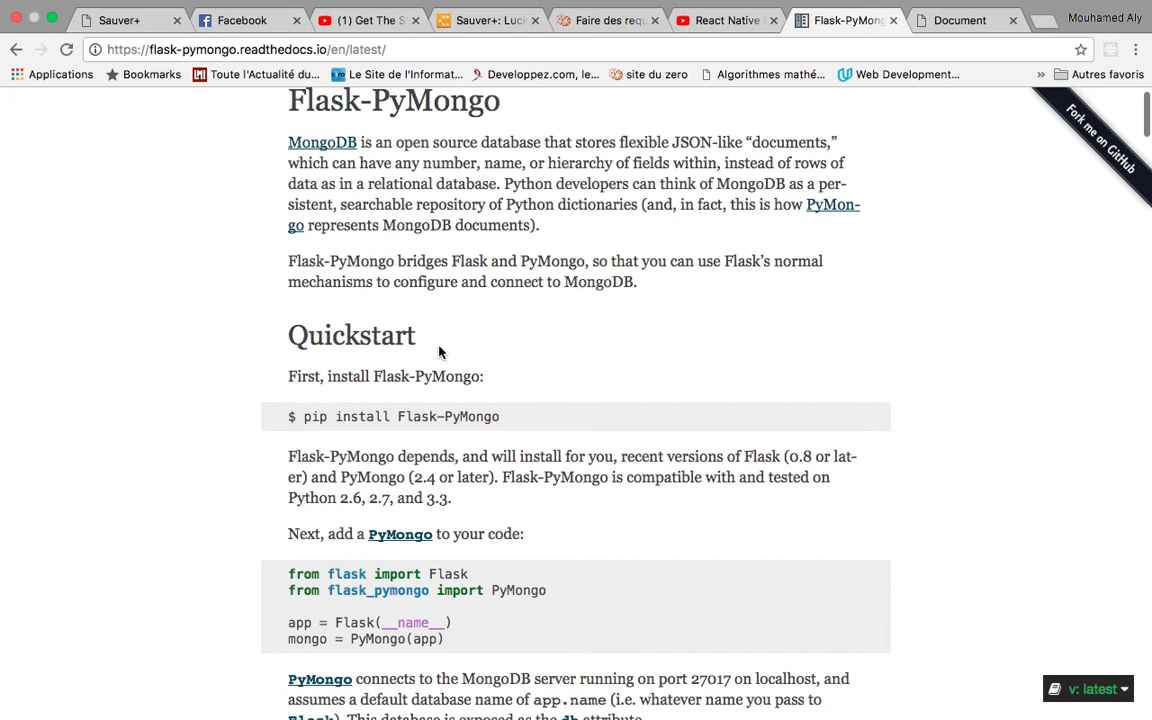 Sauver+
Facebook
(1) Get The S
Sauver+: Luci
Faire des req
React Native
Flask-PyMong
Document
Mouhamed Aly
https://flask-pymongo.readthedocs.io/en/latest/
Applications
Bookmarks
Toute l'Actualité du...
Le Site de l'Informat...
Developpez.com, le...
site du zero
Algorithmes mathé...
Web Development...
»
Autres favoris
Fork me on GitHub
Flask-PyMongo
MongoDB is an open source database that stores flexible JSON-like “documents,”
which can have any number, name, or hierarchy of fields within, instead of rows of
data as in a relational database. Python developers can think of MongoDB as a per-
sistent, searchable repository of Python dictionaries (and, in fact, this is how PyMon-
go represents MongoDB documents).
Flask-PyMongo bridges Flask and PyMongo, so that you can use Flask’s normal
mechanisms to configure and connect to MongoDB.
Quickstart
First, install Flask-PyMongo:
$ pip install Flask-PyMongo
Flask-PyMongo depends, and will install for you, recent versions of Flask (0.8 or lat-
er) and PyMongo (2.4 or later). Flask-PyMongo is compatible with and tested on
Python 2.6, 2.7, and 3.3.
Next, add a PyMongo to your code:
from flask import Flask
from flask_pymongo import PyMongo
app = Flask(__name__)
mongo = PyMongo(app)
PyMongo connects to the MongoDB server running on port 27017 on localhost, and
assumes a default database name of app.name (i.e. whatever name you pass to
Flask). This database is exposed as the db attribute.
v: latest